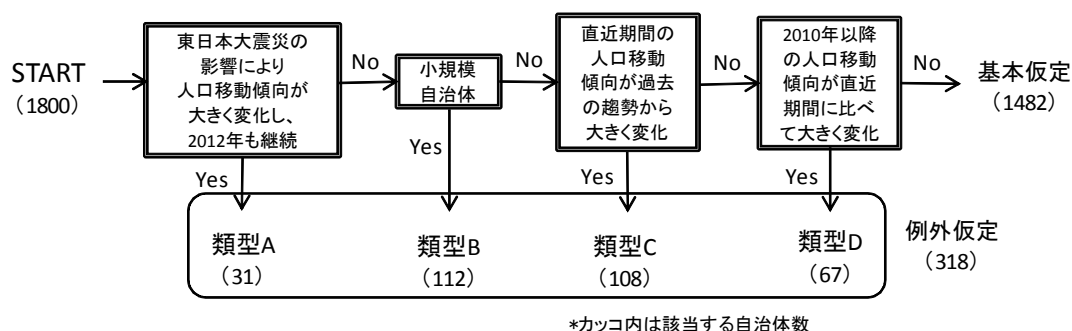 START
（1800）
東日本大震災の
影響により
人口移動傾向が
大きく変化し、
2012年も継続
No
小規模
自治体
No
直近期間の
人口移動
傾向が過去
の趨勢から
大きく変化
No
2010年以降
の人口移動
傾向が直近
期間に比べ
て大きく変化
No
基本仮定
（1482）
Yes
Yes
Yes
Yes
類型A
（31）
類型B
（112）
類型C
（108）
類型D
（67）
例外仮定
（318）
*カッコ内は該当する自治体数